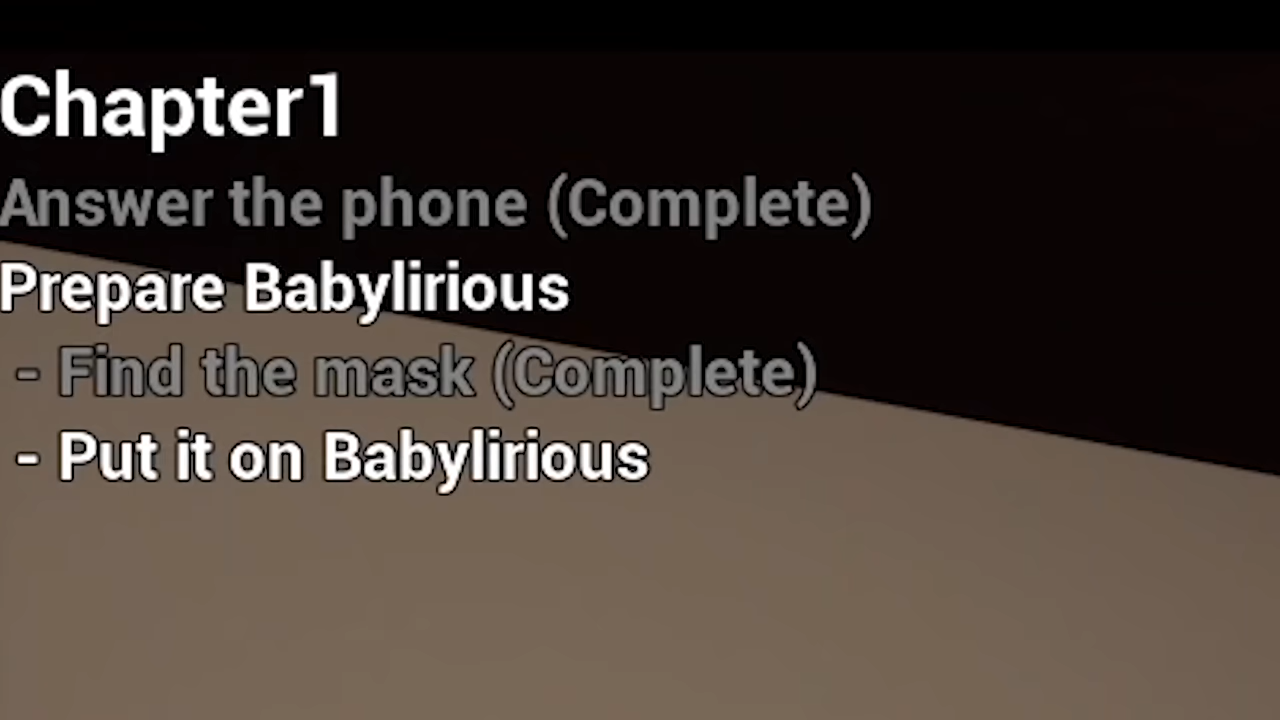 Chapter1
Answer the phone (Complete)
Prepare Babylirious
- Find the mask (Complete)
- Put it on Babylirious